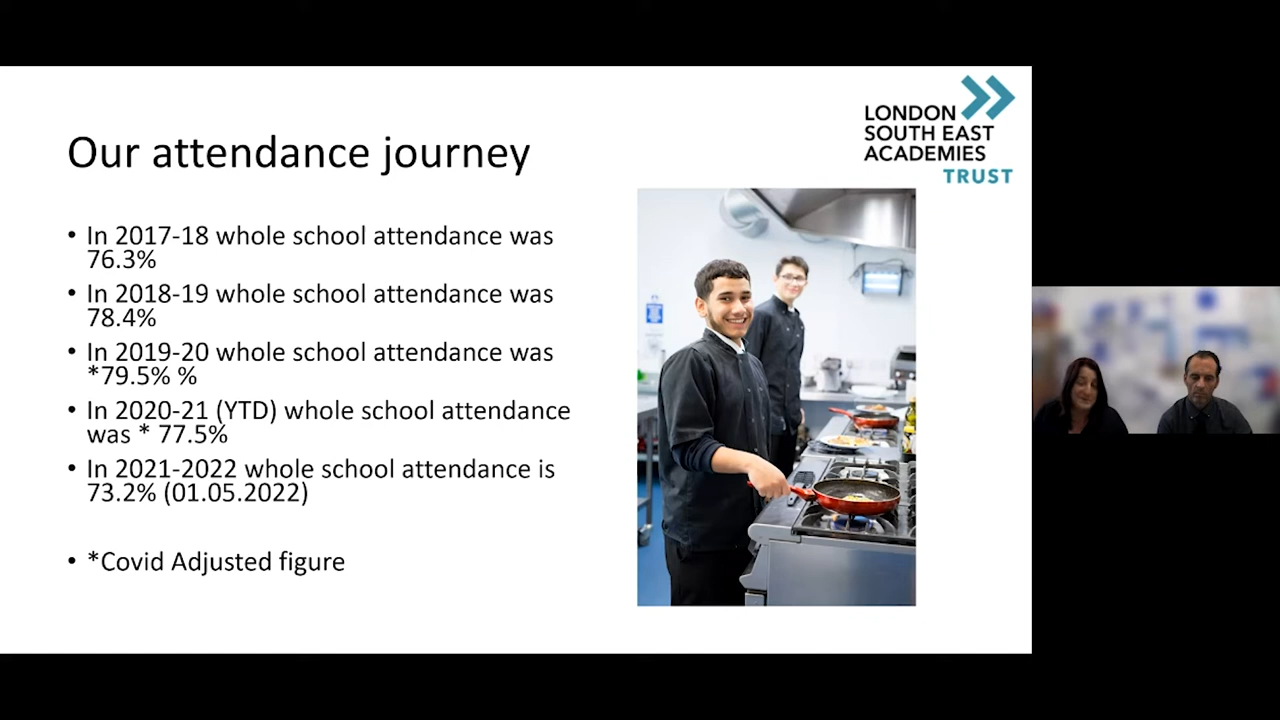 LONDON
SOUTH EAST
ACADEMIES
TRUST
Our attendance journey
• In 2017-18 whole school attendance was
76.3%
• In 2018-19 whole school attendance was
78.4%
• In 2019-20 whole school attendance was
*79.5% %
• In 2020-21 (YTD) whole school attendance
was * 77.5%
• In 2021-2022 whole school attendance is
73.2% (01.05.2022)
• *Covid Adjusted figure